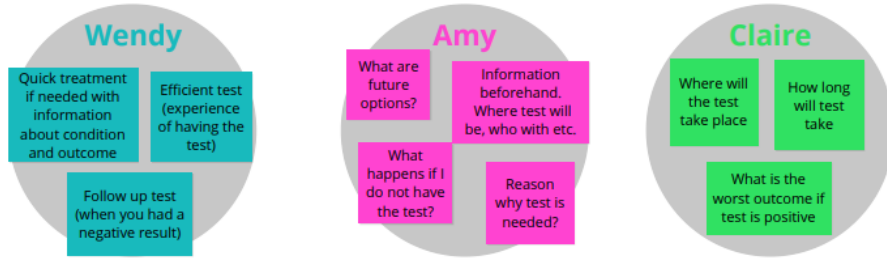 Wendy
Quick treatment
if needed with
information
about condition
and outcome
Efficient test
(experience
of having the
test)
Follow up test
(when you had a
negative result)
Amy
What are
future
options?
Information
beforehand.
Where test will
be, who with etc.
What
happens if I
do not have
the test?
Reason
why test is
needed?
Claire
Where will
the test
take place
How long
will test
take
What is the
worst outcome if
test is positive